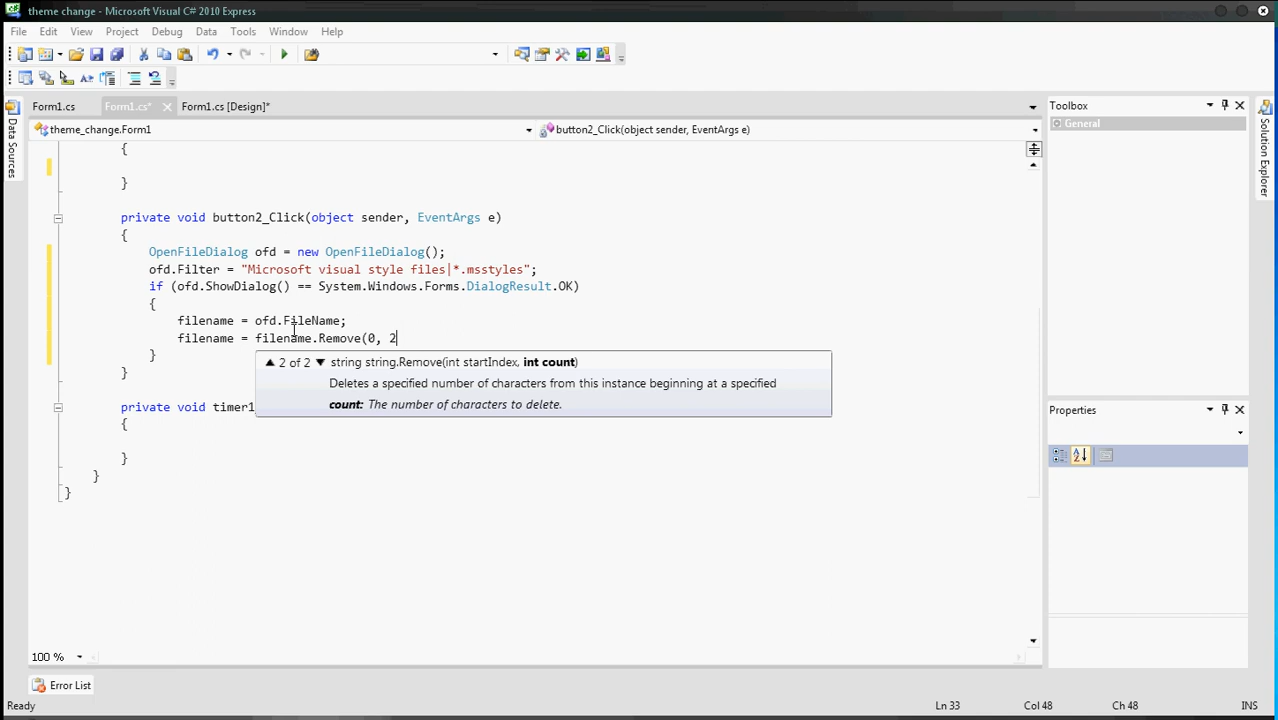 theme change - Microsoft Visual C# 2010 Express
File Edit View Project Debug Data Tools Window Help
Form1.cs Form1.cs* Form1.cs [Design]*
Toolbox
General
Data Sources
Solution Explorer
theme_change.Form1
button2_Click(object sender, EventArgs e)
{
}
private void button2_Click(object sender, EventArgs e)
{
OpenFileDialog ofd = new OpenFileDialog();
ofd.Filter = "Microsoft visual style files|*.msstyles";
if (ofd.ShowDialog() == System.Windows.Forms.DialogResult.OK)
{
filename = ofd.FileName;
filename = filename.Remove(0, 2
}
2 of 2 string string.Remove(int startIndex, int count)
Deletes a specified number of characters from this instance beginning at a specified
count: The number of characters to delete.
}
private void timer1
{
}
}
}
Properties
100 %
Error List
Ready
Ln 33 Col 48 Ch 48 INS